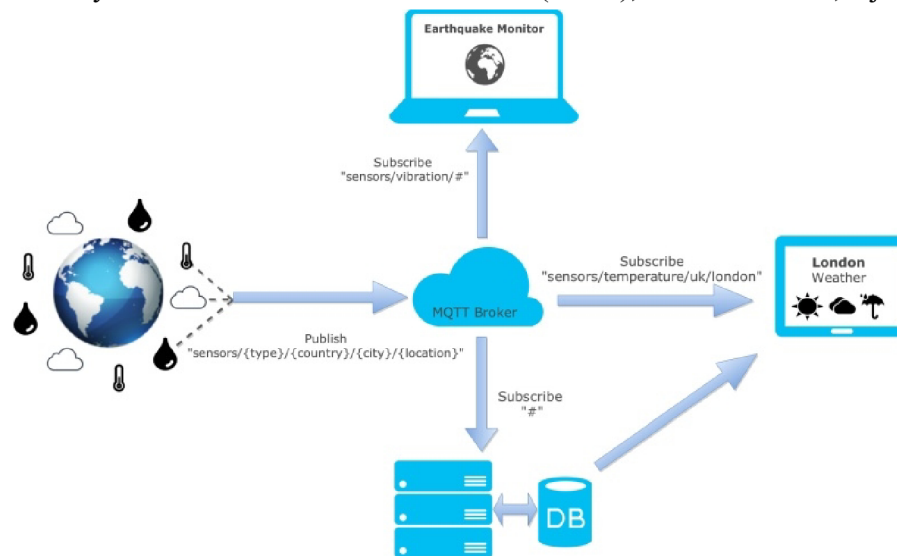 Earthquake Monitor
Subscribe
"sensors/vibration/#"
Subscribe
"sensors/temperature/uk/london"
London
Weather
MQTT Broker
Publish
"sensors/{type}/{country}/{city}/{location}"
Subscribe
"#"
DB